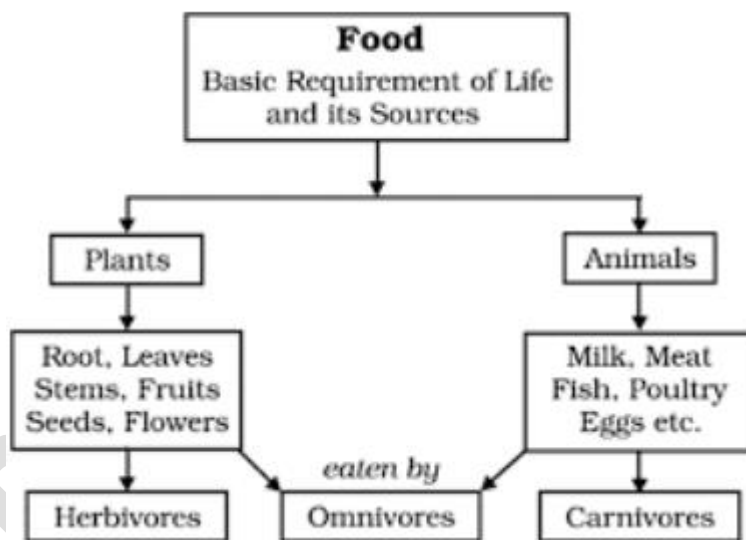 Food
Basic Requirement of Life
and its Sources
Plants
Animals
Root, Leaves
Stems, Fruits
Seeds, Flowers
Milk, Meat
Fish, Poultry
Eggs etc.
eaten by
Herbivores
Omnivores
Carnivores